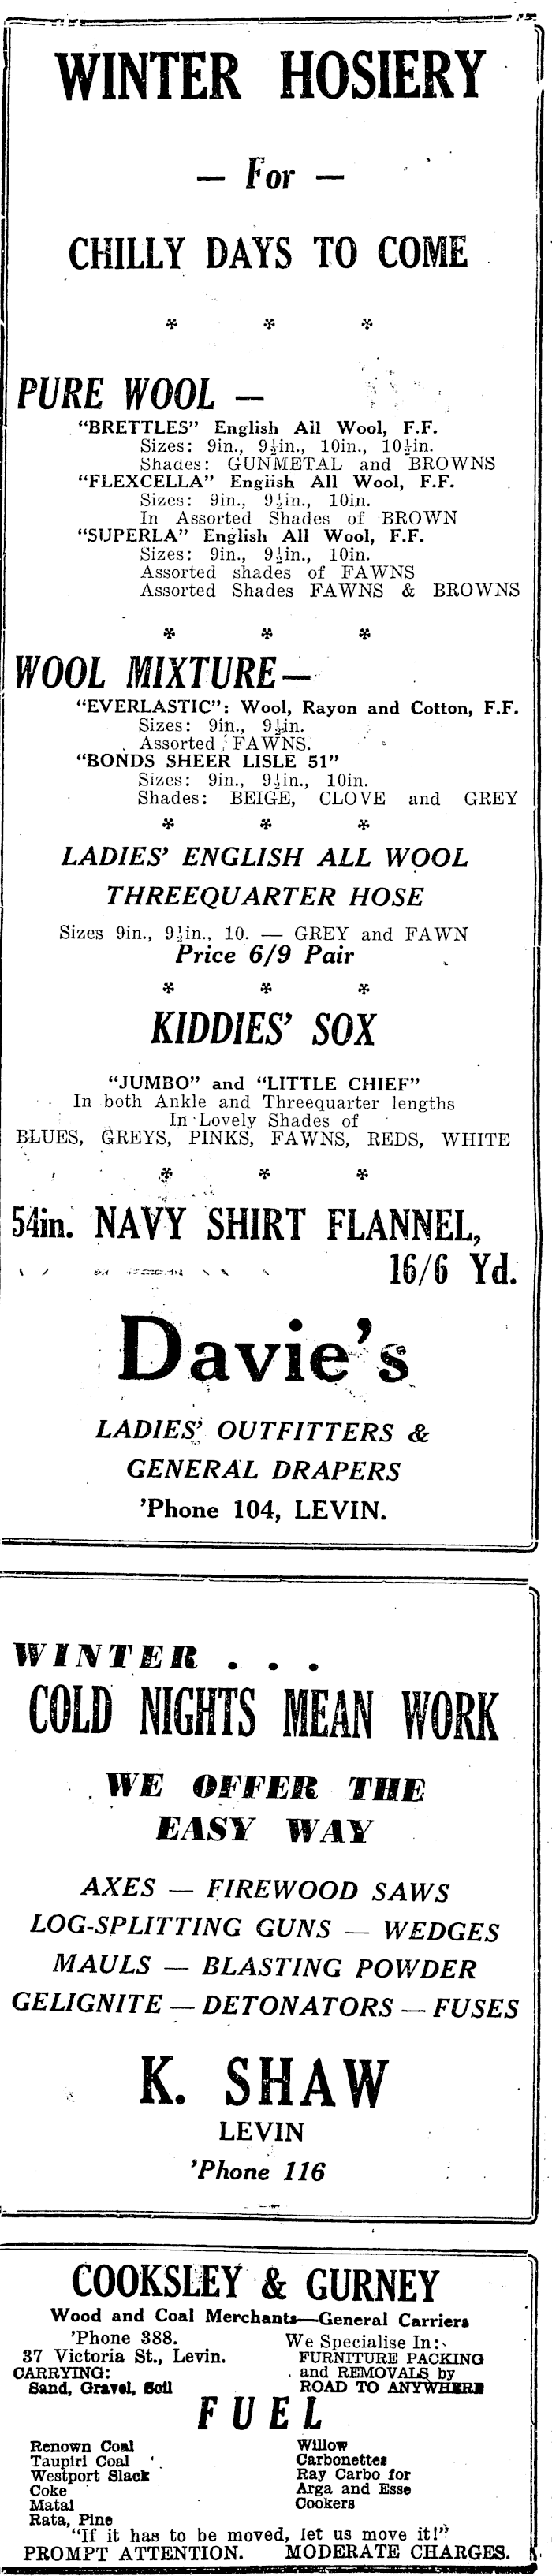 WINTER HOSIERY
— For —
CHILLY DAYS TO COME
* * *
PURE WOOL —
"BRETTLES" English All Wool, F.F.
Sizes: 9in., 9½in., 10in., 10½in.
Shades: GUNMETAL and BROWNS
"FLEXCELLA" English All Wool, F.F.
Sizes: 9in., 9½in., 10in.
In Assorted Shades of BROWN
"SUPERLA" English All Wool, F.F.
Sizes: 9in., 9½in., 10in.
Assorted shades of FAWNS
Assorted Shades FAWNS & BROWNS
* * *
WOOL MIXTURE—
"EVERLASTIC": Wool, Rayon and Cotton, F.F.
Sizes: 9in., 9½in.
Assorted FAWNS.
"BONDS SHEER LISLE 51"
Sizes: 9in., 9½in., 10in.
Shades: BEIGE, CLOVE and GREY
* * *
LADIES' ENGLISH ALL WOOL
THREEQUARTER HOSE
Sizes 9in., 9½in., 10. — GREY and FAWN
Price 6/9 Pair
* * *
KIDDIES' SOX
"JUMBO" and "LITTLE CHIEF"
In both Ankle and Threequarter lengths
In Lovely Shades of
BLUES, GREYS, PINKS, FAWNS, REDS, WHITE
* * *
54in. NAVY SHIRT FLANNEL,
16/6 Yd.
Davie's
LADIES' OUTFITTERS &
GENERAL DRAPERS
'Phone 104, LEVIN.
WINTER . . .
COLD NIGHTS MEAN WORK
WE OFFER THE
EASY WAY
AXES — FIREWOOD SAWS
LOG-SPLITTING GUNS — WEDGES
MAULS — BLASTING POWDER
GELIGNITE — DETONATORS — FUSES
K. SHAW
LEVIN
'Phone 116
COOKSLEY & GURNEY
Wood and Coal Merchants—General Carriers
'Phone 388.
37 Victoria St., Levin.
CARRYING:
Sand, Gravel, Soil
We Specialise In:
FURNITURE PACKING
and REMOVALS by
ROAD TO ANYWHERE
FUEL
Renown Coal
Taupiri Coal
Westport Slack
Coke
Matai
Rata, Pine
Willow
Carbonettes
Ray Carbo for
Arga and Esse
Cookers
"If it has to be moved, let us move it!"
PROMPT ATTENTION. MODERATE CHARGES.